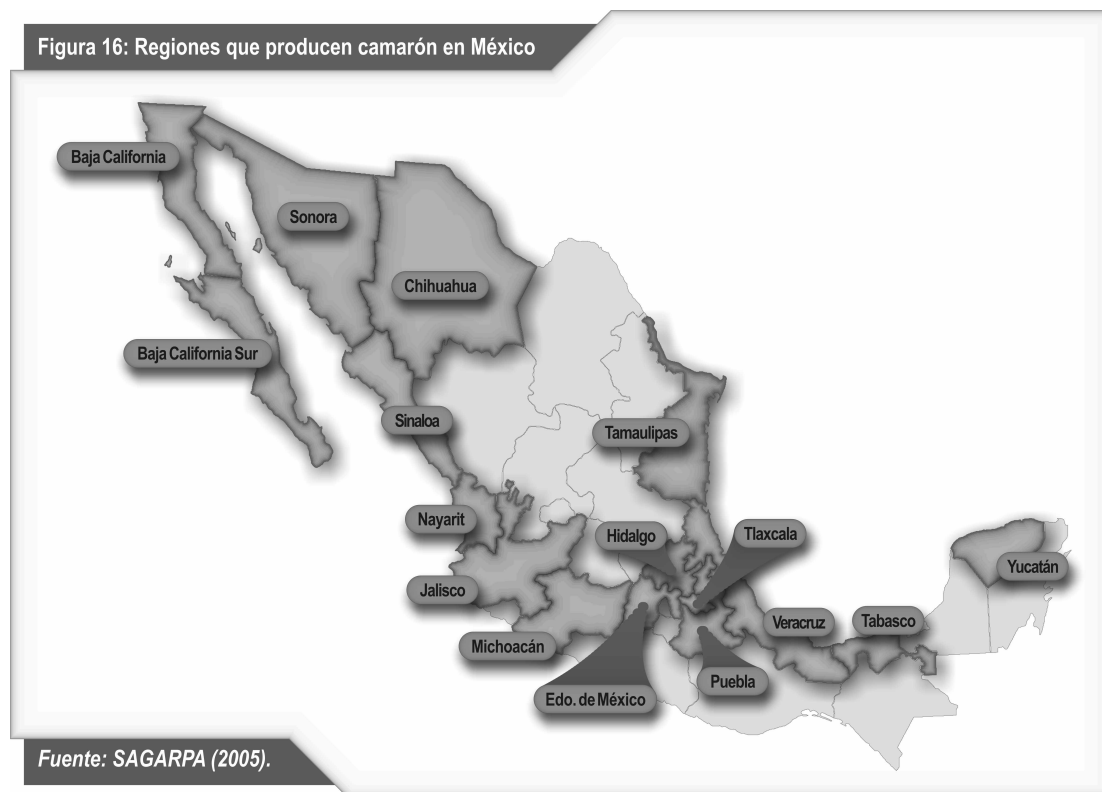 Figura 16: Regiones que producen camarón en México
Baja California
Sonora
Chihuahua
Baja California Sur
Sinaloa
Tamaulipas
Nayarit
Hidalgo
Tlaxcala
Yucatán
Jalisco
Veracruz
Tabasco
Michoacán
Puebla
Edo. de México
Fuente: SAGARPA (2005).